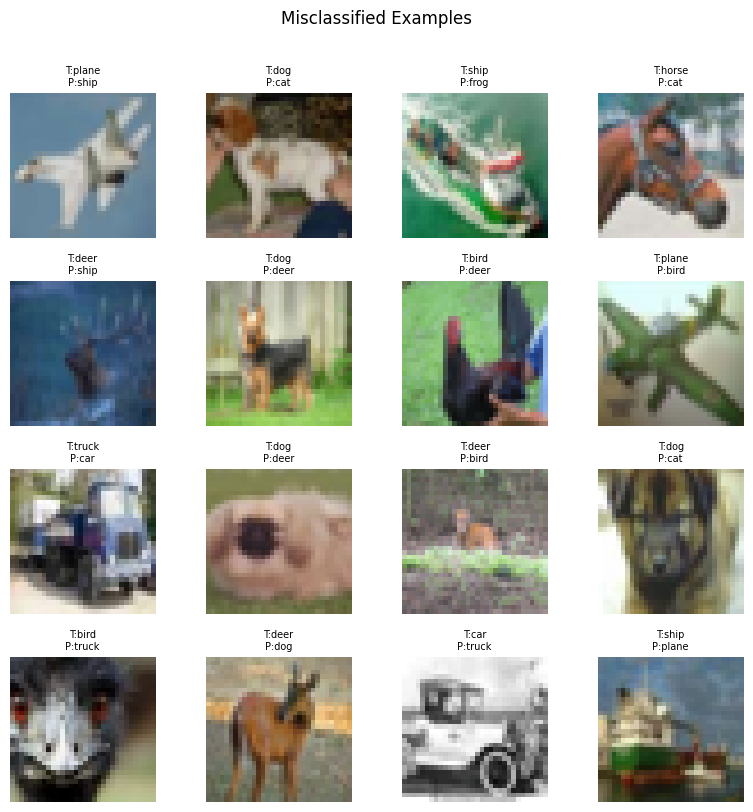 Misclassified Examples
T:plane
P:ship
T:dog
P:cat
T:ship
P:frog
T:horse
P:cat
T:deer
P:ship
T:dog
P:deer
T:bird
P:deer
T:plane
P:bird
T:truck
P:car
T:dog
P:deer
T:deer
P:bird
T:dog
P:cat
T:bird
P:truck
T:deer
P:dog
T:car
P:truck
T:ship
P:plane